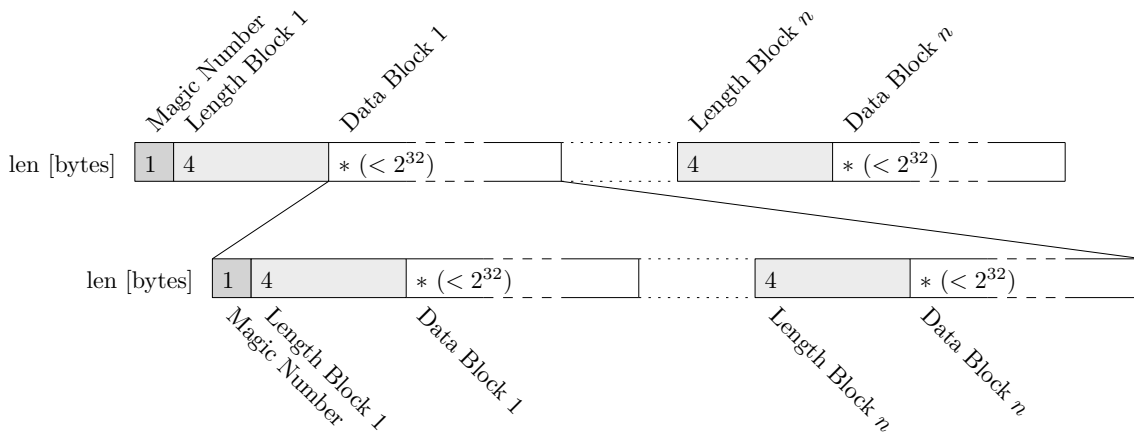 Magic Number
Length Block 1
Data Block 1
Length Block n
Data Block n
len [bytes] 1 4 * (< 2^32) 4 * (< 2^32)
len [bytes] 1 4 * (< 2^32) 4 * (< 2^32)
Magic Number
Length Block 1
Data Block 1
Length Block n
Data Block n